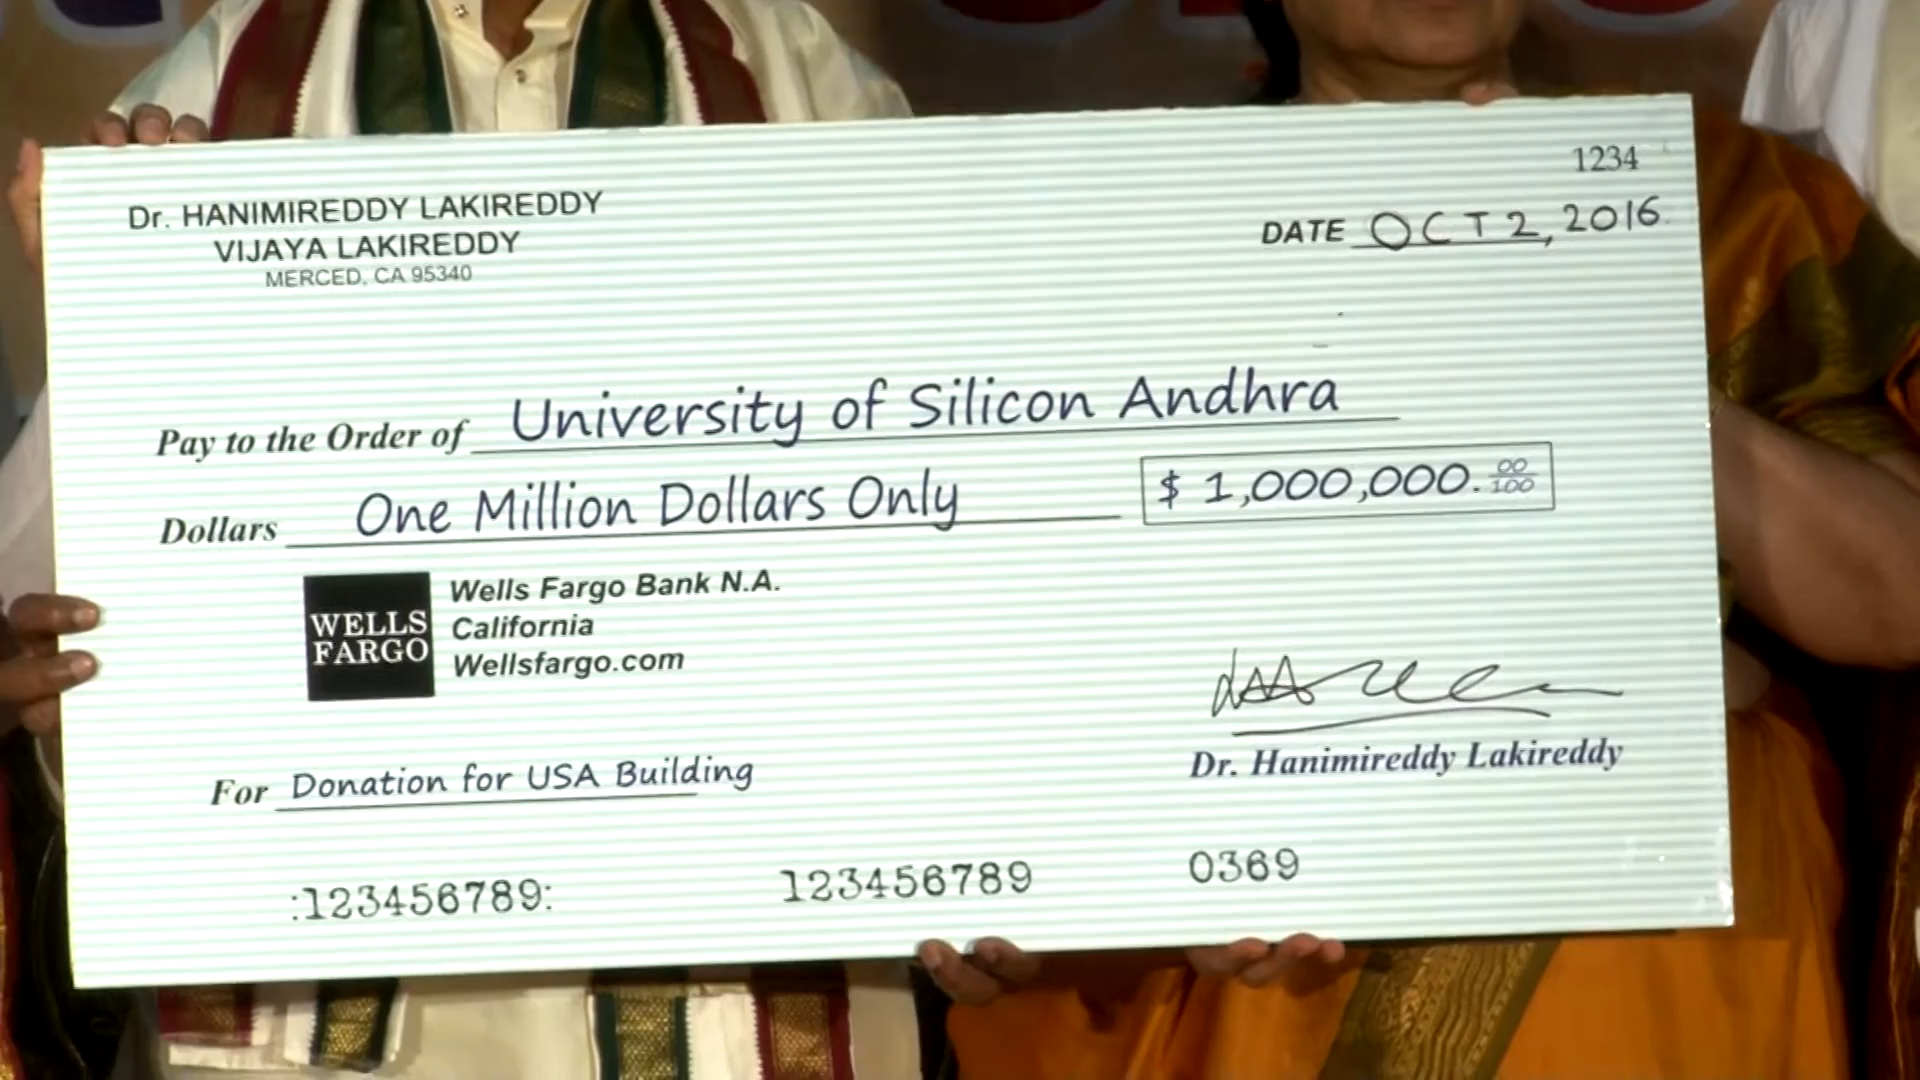 1234
Dr. HANIMIREDDY LAKIREDDY
VIJAYA LAKIREDDY
MERCED, CA 95340
DATE OCT 2, 2016
Pay to the Order of University of Silicon Andhra
Dollars One Million Dollars Only $ 1,000,000. 00/100
WELLS
FARGO
Wells Fargo Bank N.A.
California
Wellsfargo.com
Dr. Hanimireddy Lakireddy
For Donation for USA Building
:123456789: 123456789 0369